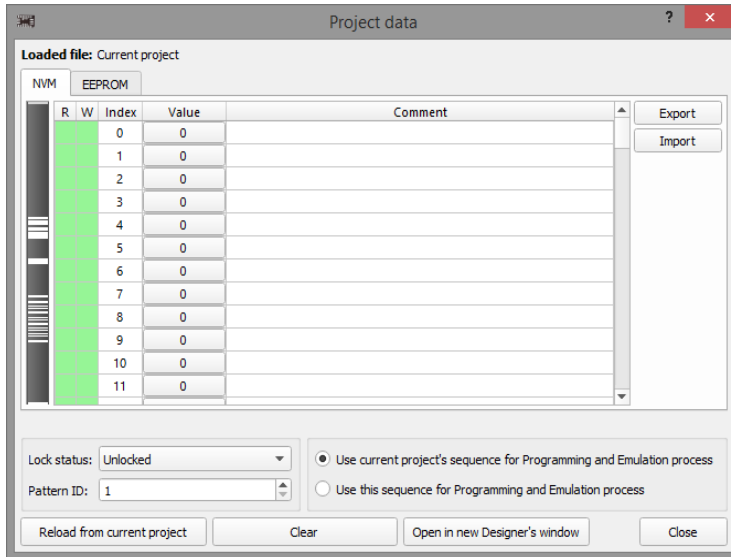 Project data
? ×
Loaded file: Current project
NVM EEPROM
R W Index Value Comment
0 0
1 0
2 0
3 0
4 0
5 0
6 0
7 0
8 0
9 0
10 0
11 0
Export
Import
Lock status: Unlocked
Pattern ID: 1
Use current project's sequence for Programming and Emulation process
Use this sequence for Programming and Emulation process
Reload from current project Clear Open in new Designer's window Close